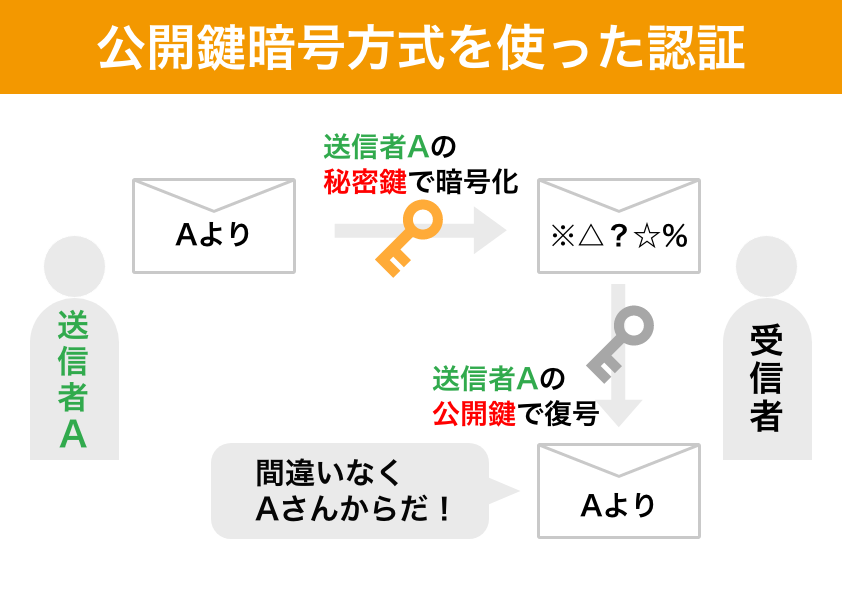 公開鍵暗号方式を使った認証
送信者Aの
秘密鍵で暗号化
Aより
※△？☆%
送信者A
受信者
送信者Aの
公開鍵で復号
間違いなく
Aさんからだ！
Aより